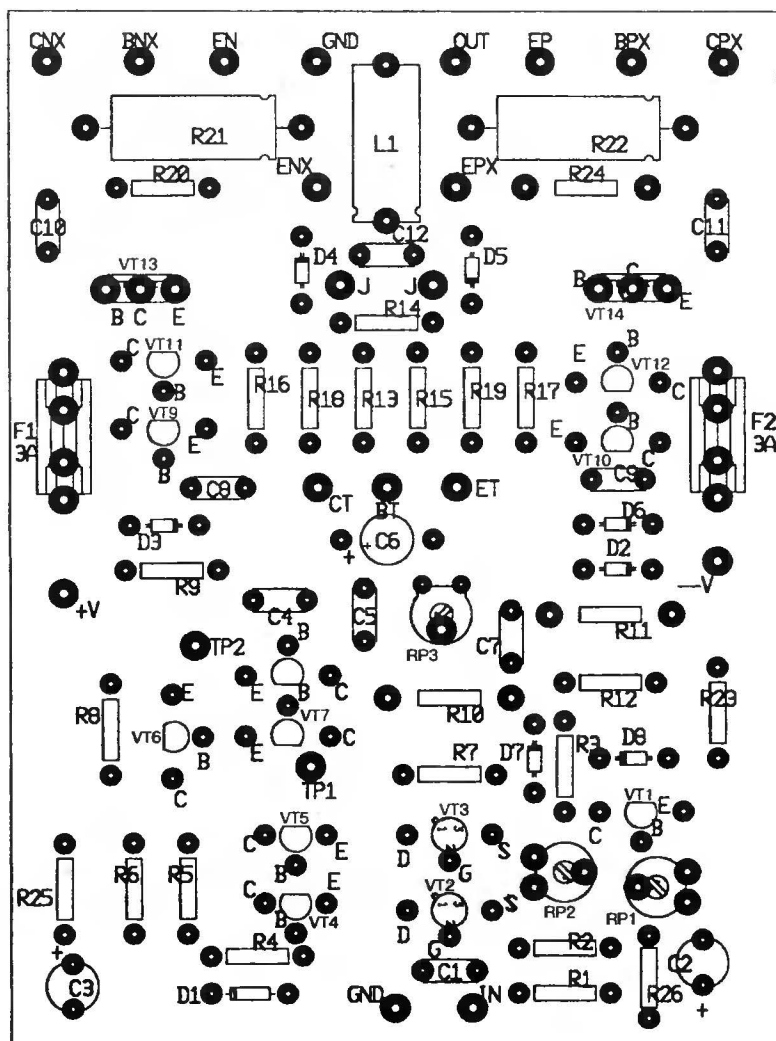 CNX BNX EN GND OUT EP BPX CPX
R21 L1 R22
R20 ENX EPX R24
C10 C12 C11
D4 D5
VT13 J J B C
B C E R14 VT14 E
VT11 C B E R16 R18 R13 R15 R19 R17 E B VT12 C
F1 3A C VT9 E B E B F2 3A
VT10 C
C8 CT BT ET C9
D3 + + C6 D6
R9 D2
+V C4 C5 RP3 C7 R11 —V
TP2 B
E E B C R10 R12 R23
R8 VT6 VT7
B E C R7 D7 R3 D8
C TP1
VT5 VT3 VT1 E
C E D S C B
B G
R25 R6 R5 C E VT2 RP2 RP1
B VT4 D S
G
+ R4 R2
C3 C1 C2
D1 GND IN R1 R26 +